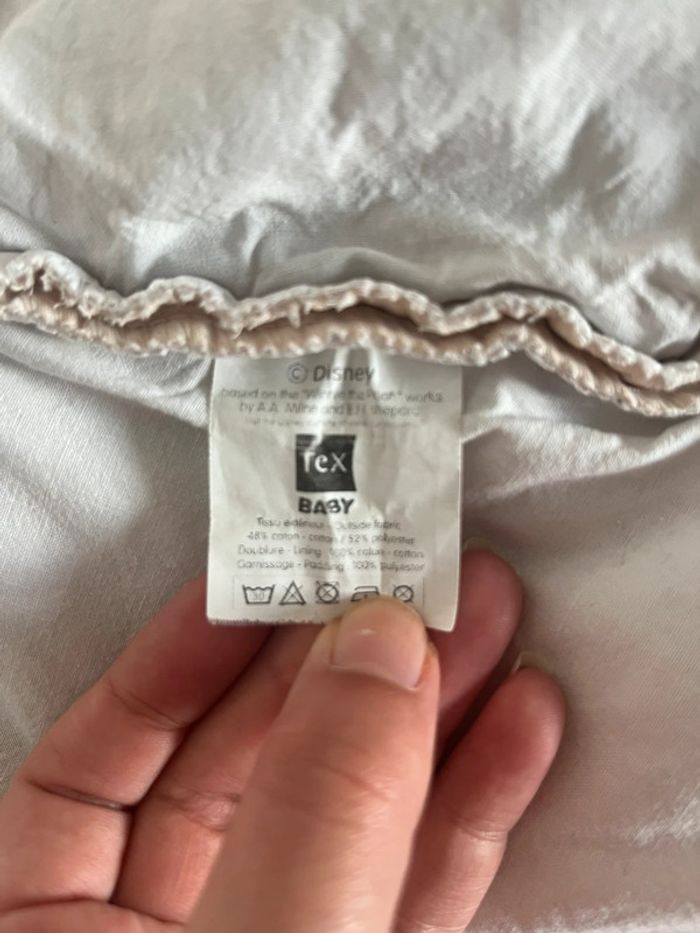 © Disney
based on the "Winnie the Pooh" works
by A.A. Milne and E.H. Shepard
Tex
BABY
Tissu extérieur - Outside fabric
48% coton - cotton / 52% polyester
Doublure - Lining 100% coton - cotton
Garnissage - Padding 100% polyester
30